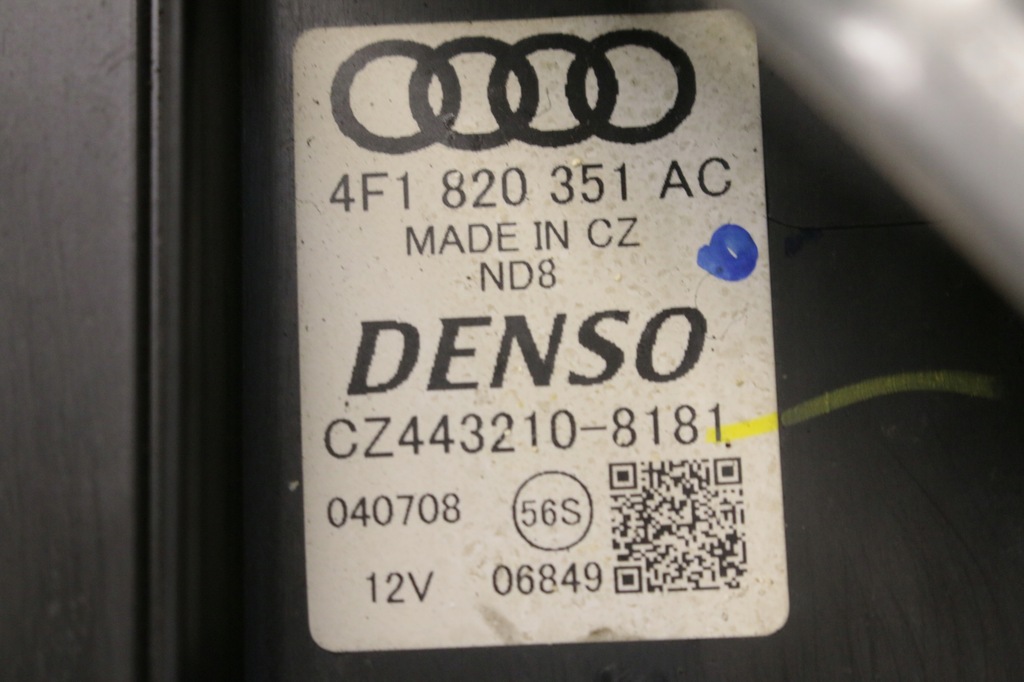 4F1 820 351 AC
MADE IN CZ
ND8
DENSO
CZ443210-8181
040708 56S
12V 06849